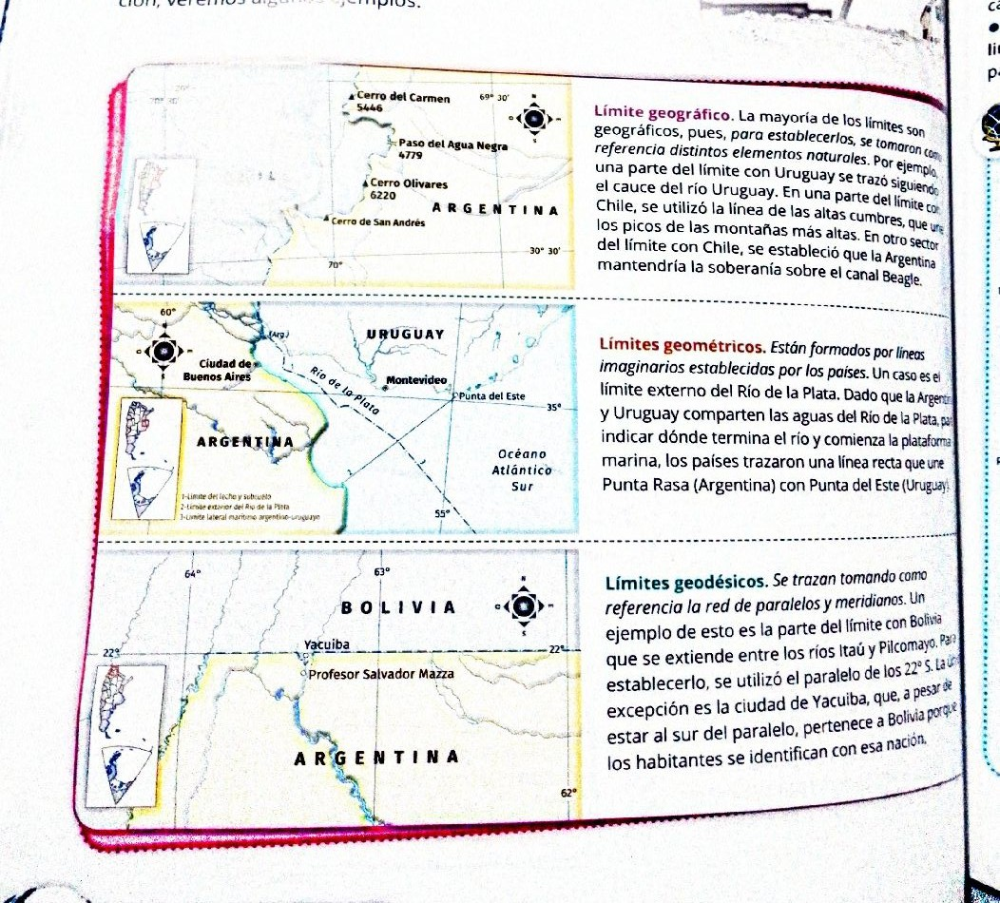 ción, veremos algunos ejemplos.
20° 30'
Cerro del Carmen
5446
69° 30'
Paso del Agua Negra
4779
Cerro Olivares
6220
ARGENTINA
Cerro de San Andrés
30° 30'
70°
Límite geográfico. La mayoría de los límites son
geográficos, pues, para establecerlos, se tomaron com
referencia distintos elementos naturales. Por ejemplo,
una parte del límite con Uruguay se trazó siguiendo
el cauce del río Uruguay. En una parte del límite con
Chile, se utilizó la línea de las altas cumbres, que une
los picos de las montañas más altas. En otro sector
del límite con Chile, se estableció que la Argentina
mantendría la soberanía sobre el canal Beagle.
60°
(Arg.)
URUGUAY
Ciudad de
Buenos Aires
Río de la Plata
Montevideo
Punta del Este
35°
ARGENTINA
Océano
Atlántico
Sur
1-Límite del lecho y subsuelo
2-Límite exterior del Río de la Plata
3-Límite lateral marítimo argentino-uruguayo
55°
Límites geométricos. Están formados por líneas
imaginarios establecidas por los países. Un caso es el
límite externo del Río de la Plata. Dado que la Argent
y Uruguay comparten las aguas del Río de la Plata, pa
indicar dónde termina el río y comienza la plataforma
marina, los países trazaron una línea recta que une
Punta Rasa (Argentina) con Punta del Este (Uruguay)
64°
63°
BOLIVIA
Yacuiba
22°
22°
Profesor Salvador Mazza
ARGENTINA
62°
Límites geodésicos. Se trazan tomando como
referencia la red de paralelos y meridianos. Un
ejemplo de esto es la parte del límite con Bolivia
que se extiende entre los ríos Itaú y Pilcomayo. Para
establecerlo, se utilizó el paralelo de los 22° S. La
excepción es la ciudad de Yacuiba, que, a pesar de
estar al sur del paralelo, pertenece a Bolivia porque
los habitantes se identifican con esa nación.